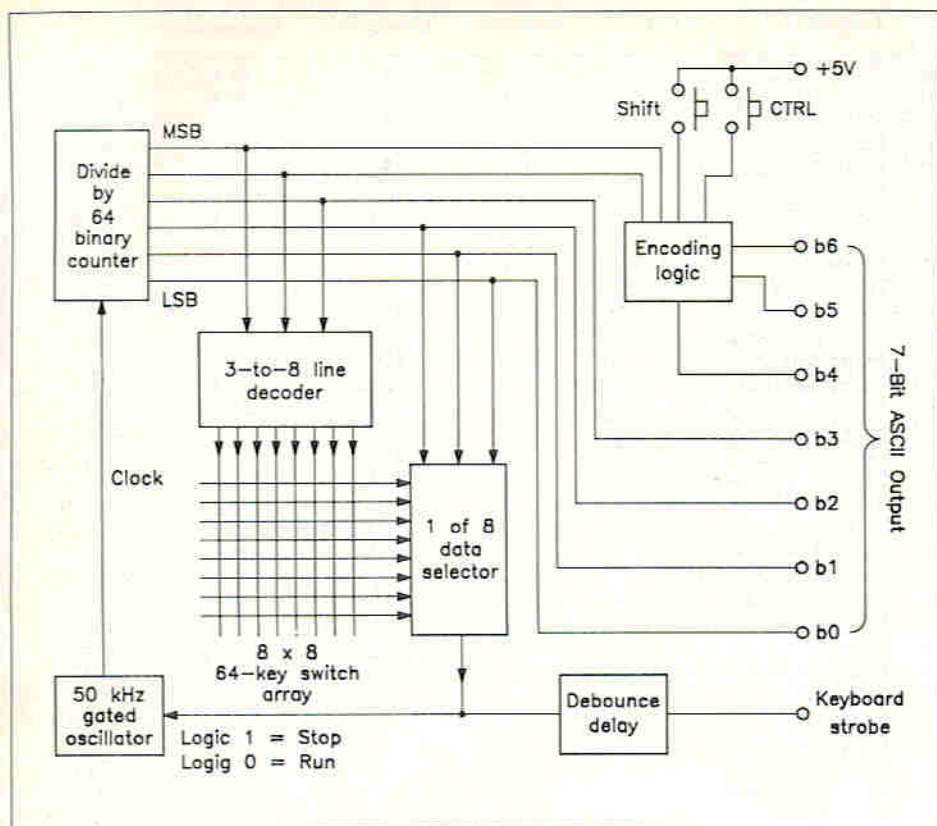 +5V
Shift
CTRL
MSB
Divide
by
64
binary
counter
LSB
Encoding
logic
b6
b5
b4
b3
b2
b1
b0
7-Bit ASCII Output
3-to-8 line
decoder
Clock
1 of 8
data
selector
8 x 8
64-key switch
array
50 kHz
gated
oscillator
Logic 1 = Stop
Logig 0 = Run
Debounce
delay
Keyboard
strobe